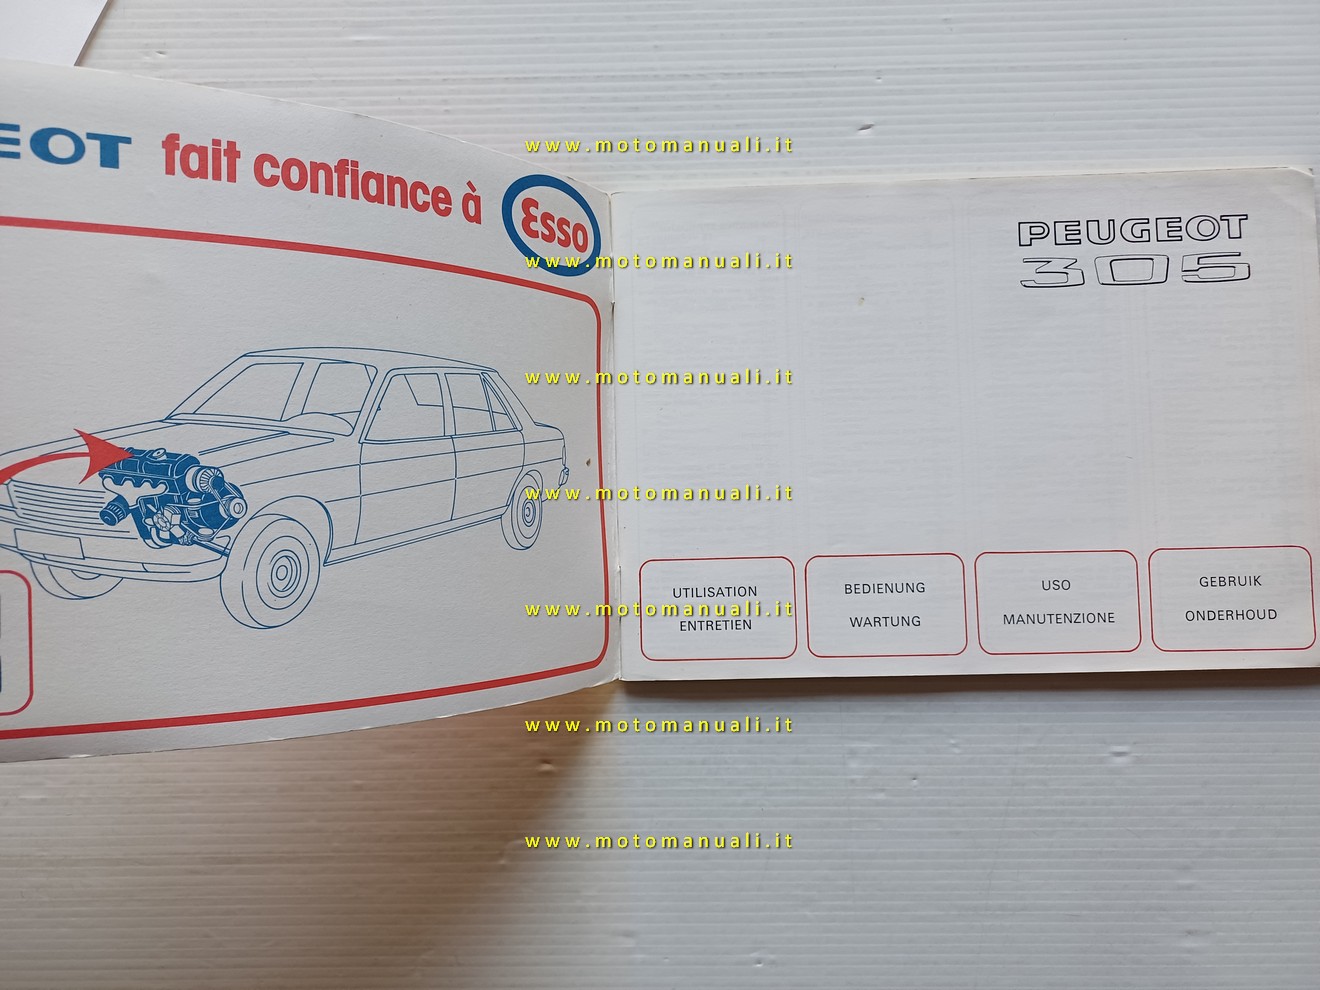 EOT fait confiance à Esso
PEUGEOT
305
UTILISATION
ENTRETIEN
BEDIENUNG
WARTUNG
USO
MANUTENZIONE
GEBRUIK
ONDERHOUD
www.motomanuali.it
www.motomanuali.it
www.motomanuali.it
www.motomanuali.it
www.motomanuali.it
www.motomanuali.it
www.motomanuali.it